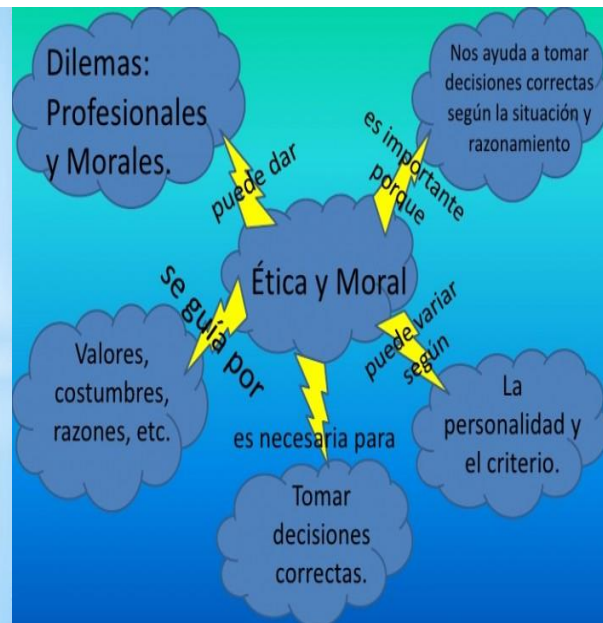 Dilemas:
Profesionales
y Morales.
Nos ayuda a tomar
decisiones correctas
según la situación y
razonamiento
puede dar
es importante
porque
Ética y Moral
se guía por
puede variar
según
Valores,
costumbres,
razones, etc.
La
personalidad y
el criterio.
es necesaria para
Tomar
decisiones
correctas.